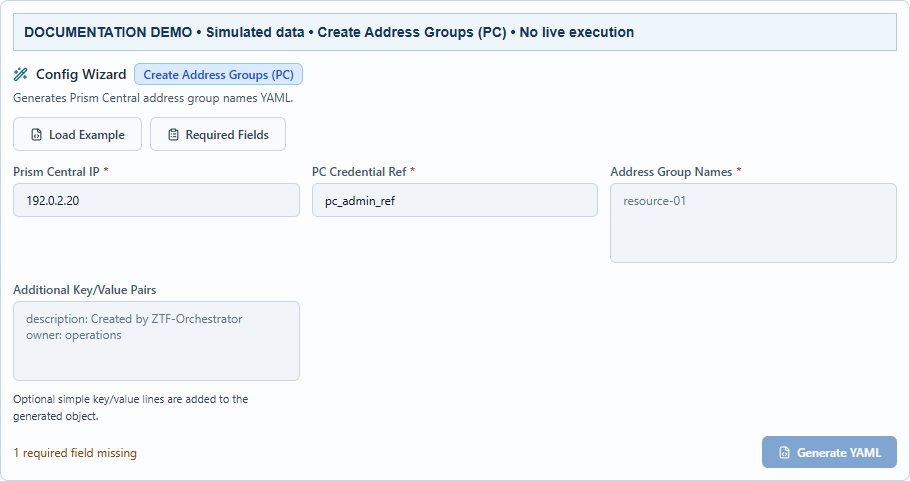 DOCUMENTATION DEMO • Simulated data • Create Address Groups (PC) • No live execution
Config Wizard Create Address Groups (PC)
Generates Prism Central address group names YAML.
Load Example Required Fields
Prism Central IP * PC Credential Ref * Address Group Names *
192.0.2.20 pc_admin_ref resource-01
Additional Key/Value Pairs
description: Created by ZTF-Orchestrator
owner: operations
Optional simple key/value lines are added to the
generated object.
1 required field missing Generate YAML